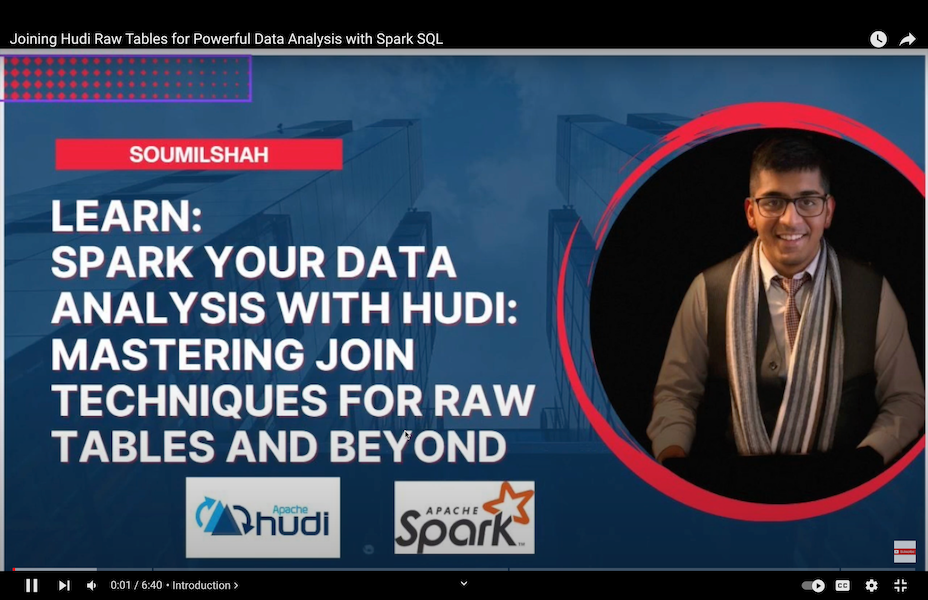 Joining Hudi Raw Tables for Powerful Data Analysis with Spark SQL
SOUMILSHAH
LEARN:
SPARK YOUR DATA
ANALYSIS WITH HUDI:
MASTERING JOIN
TECHNIQUES FOR RAW
TABLES AND BEYOND
Apache
hudi
APACHE
Spark
0:01 / 6:40 • Introduction ›
CC